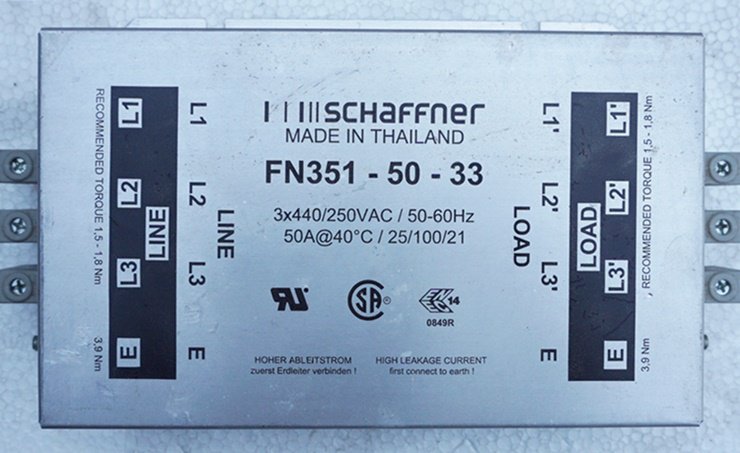 RECOMMENDED TORQUE 1,5 - 1,8 Nm
3,9 Nm
L1
L2
L3
E
LINE
L1
L2
L3
E
LINE
SCHAFFNER
MADE IN THAILAND
FN351 - 50 - 33
3x440/250VAC / 50-60Hz
50A@40°C / 25/100/21
RU
SA ®
14
0849R
HOHER ABLEITSTROM
zuerst Erdleiter verbinden !
HIGH LEAKAGE CURRENT
first connect to earth !
L1'
L2'
L3'
E
LOAD
L1'
L2'
L3'
E
LOAD
RECOMMENDED TORQUE 1,5 - 1,8 Nm
3,9 Nm